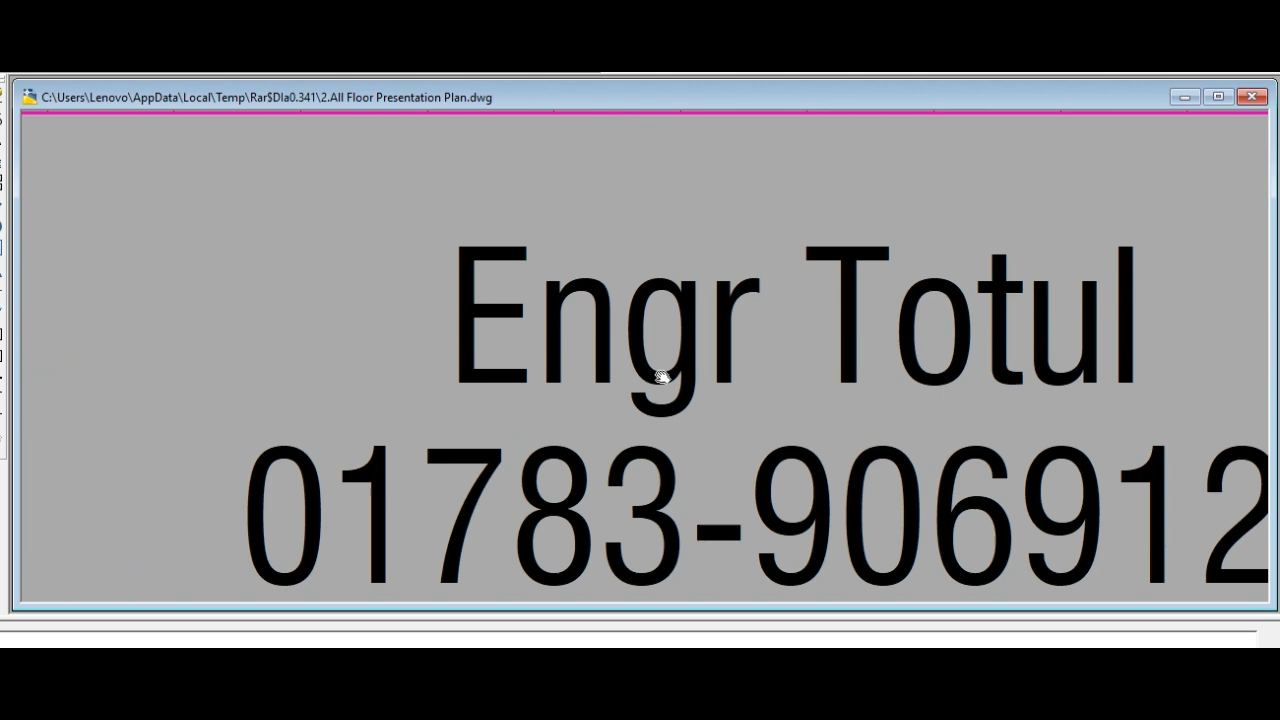 C:\Users\Lenovo\AppData\Local\Temp\Rar$DIa0.341\2.All Floor Presentation Plan.dwg
Engr Totul
01783-906912